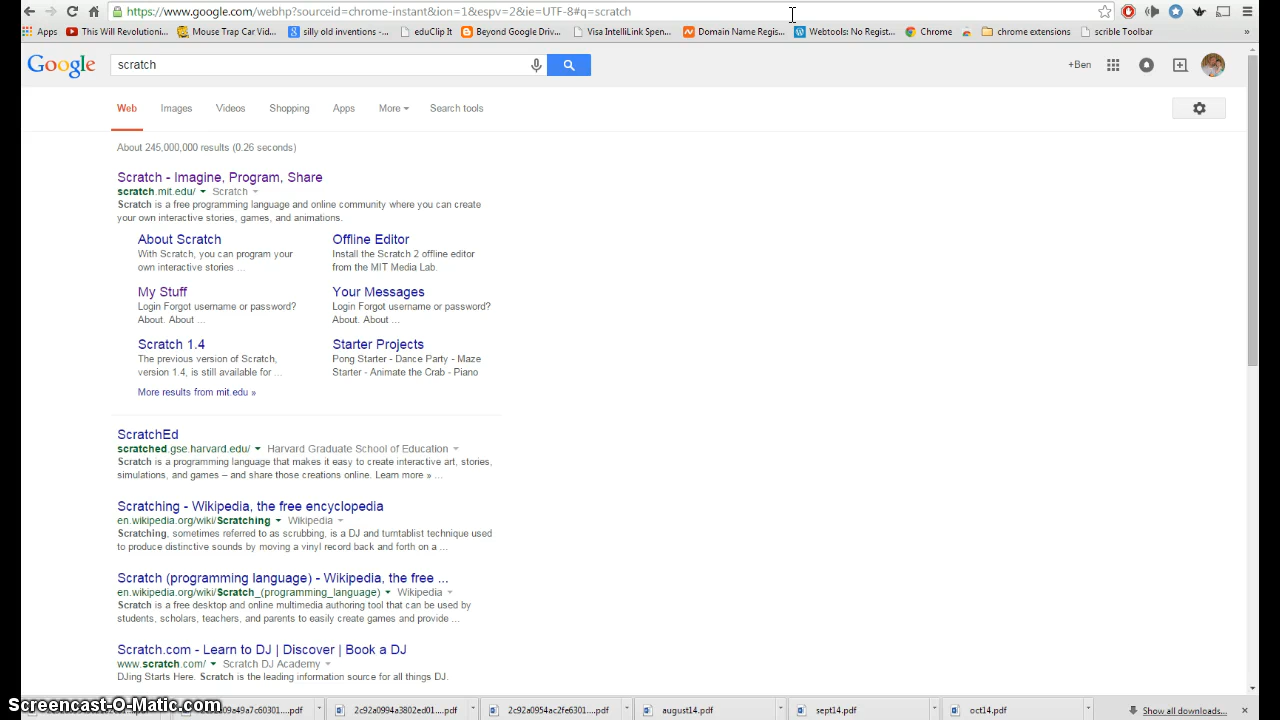 https://www.google.com/webhp?sourceid=chrome-instant&ion=1&espv=2&ie=UTF-8#q=scratch
Apps This Will Revolutioni... Mouse Trap Car Vid... silly old inventions -... eduClip It Beyond Google Driv... Visa IntelliLink Spen... Domain Name Regis... Webtools: No Regist... Chrome chrome extensions scrible Toolbar »
Google scratch +Ben
Web Images Videos Shopping Apps More Search tools
About 245,000,000 results (0.26 seconds)
Scratch - Imagine, Program, Share
scratch.mit.edu/ Scratch
Scratch is a free programming language and online community where you can create
your own interactive stories, games, and animations.
About Scratch
With Scratch, you can program your
own interactive stories ...
Offline Editor
Install the Scratch 2 offline editor
from the MIT Media Lab.
My Stuff
Login Forgot username or password?
About. About ...
Your Messages
Login Forgot username or password?
About. About ...
Scratch 1.4
The previous version of Scratch,
version 1.4, is still available for ...
Starter Projects
Pong Starter - Dance Party - Maze
Starter - Animate the Crab - Piano
More results from mit.edu »
ScratchEd
scratched.gse.harvard.edu/ Harvard Graduate School of Education
Scratch is a programming language that makes it easy to create interactive art, stories,
simulations, and games – and share those creations online. Learn more » ...
Scratching - Wikipedia, the free encyclopedia
en.wikipedia.org/wiki/Scratching Wikipedia
Scratching, sometimes referred to as scrubbing, is a DJ and turntablist technique used
to produce distinctive sounds by moving a vinyl record back and forth on a ...
Scratch (programming language) - Wikipedia, the free ...
en.wikipedia.org/wiki/Scratch_(programming_language) Wikipedia
Scratch is a free desktop and online multimedia authoring tool that can be used by
students, scholars, teachers, and parents to easily create games and provide ...
Scratch.com - Learn to DJ | Discover | Book a DJ
www.scratch.com/ Scratch DJ Academy
DJing Starts Here. Scratch is the leading information source for all things DJ.
Screencast-O-Matic.com
2c92a0994a3802ed01....pdf 2c92a0954ac2fe6301....pdf august14.pdf sept14.pdf oct14.pdf Show all downloads...